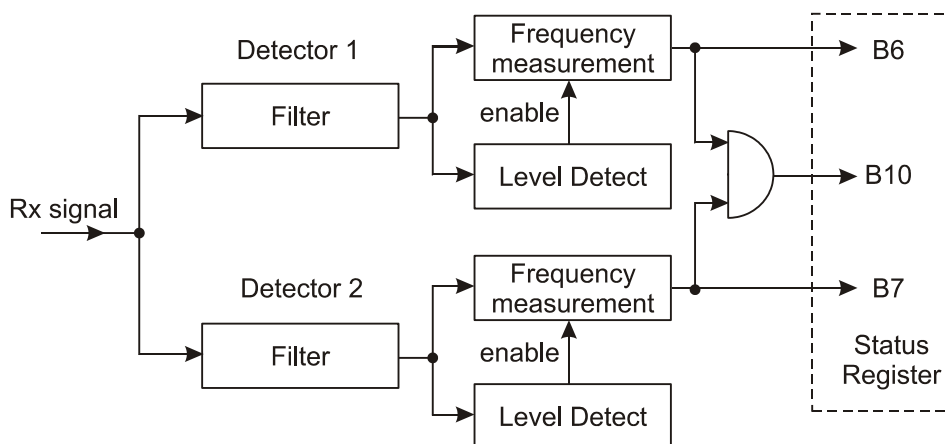 Detector 1
Filter
Frequency
measurement
enable
Level Detect
B6
B10
Rx signal
Detector 2
Filter
Frequency
measurement
enable
Level Detect
B7
Status
Register